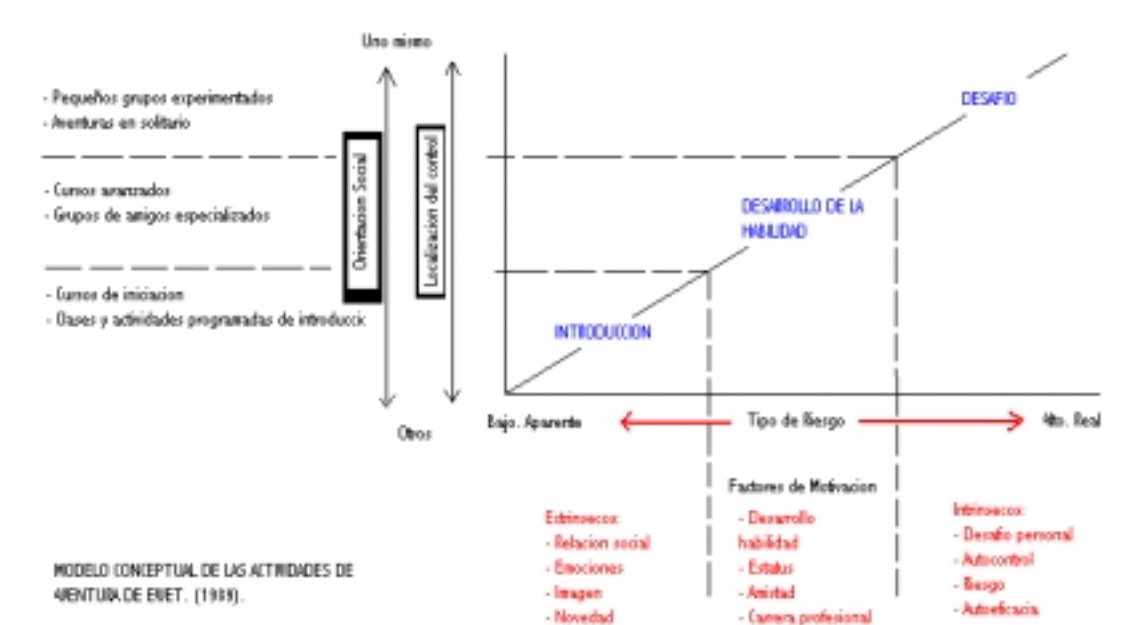 Uno mismo
- Pequeños grupos experimentados
- Aventuras en solitario
- Cursos avanzados
- Grupos de amigos especializados
- Cursos de iniciacion
- Clases y actividades programadas de introducc
Orientacion Social
Localizacion del control
Otros
DESAFIO
DESARROLLO DE LA
HABILIDAD
INTRODUCCION
Bajo. Aparente
Tipo de Riesgo
Alto. Real
Factores de Motivacion
Extrinsecos:
- Relacion social
- Emociones
- Imagen
- Novedad
- Desarrollo
habilidad
- Estatus
- Amistad
- Carrera profesional
Intrinsecos:
- Desafio personal
- Autocontrol
- Riesgo
- Autoeficacia
MODELO CONCEPTUAL DE LAS ACTIVIDADES DE
AVENTURA DE (1989).